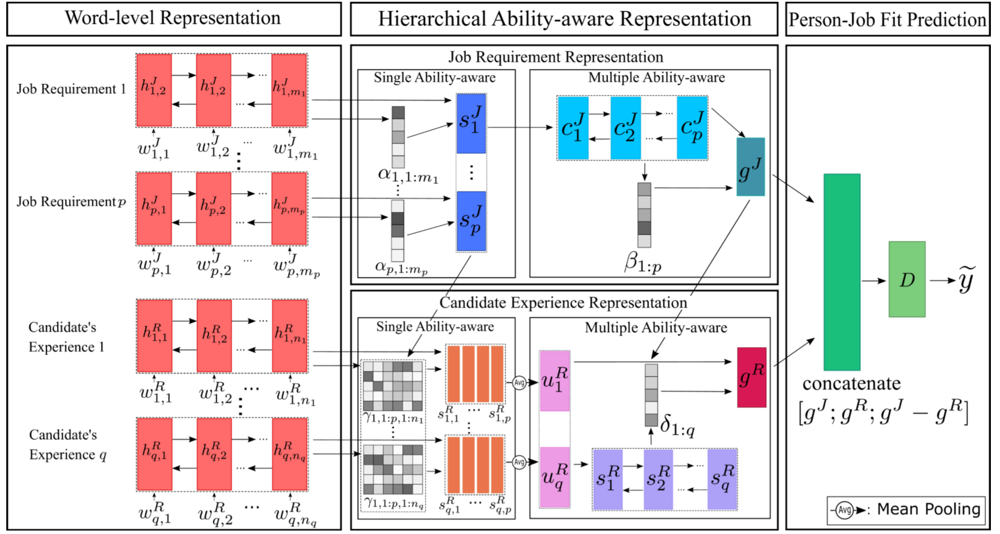 Word-level Representation
Hierarchical Ability-aware Representation
Person-Job Fit Prediction
Job Requirement 1
h^J_{1,2} h^J_{1,2} ... h^J_{1,m_1}
...
w^J_{1,1} w^J_{1,2} ... w^J_{1,m_1}
⋮
Job Requirement p
h^J_{p,1} h^J_{p,2} ... h^J_{p,m_p}
...
w^J_{p,1} w^J_{p,2} ... w^J_{p,m_p}
Candidate's
Experience 1
h^R_{1,1} h^R_{1,2} ... h^R_{1,n_1}
...
w^R_{1,1} w^R_{1,2} ... w^R_{1,n_1}
⋮
Candidate's
Experience q
h^R_{q,1} h^R_{q,2} ... h^R_{q,n_q}
...
w^R_{q,1} w^R_{q,2} ... w^R_{q,n_q}
Job Requirement Representation
Single Ability-aware
s^J_1
α_{1,1:m_1}
⋮
⋮
s^J_p
α_{p,1:m_p}
Multiple Ability-aware
c^J_1 c^J_2 ... c^J_p
...
g^J
β_{1:p}
Candidate Experience Representation
Single Ability-aware
γ_{1,1:p,1:n_1}
s^R_{1,1} ... s^R_{1,p}
Avg
⋮
⋮
γ_{1,1:p,1:n_q}
s^R_{q,1} ... s^R_{q,p}
Avg
Multiple Ability-aware
u^R_1
g^R
δ_{1:q}
u^R_q
s^R_1 s^R_2 ... s^R_q
...
D
ỹ
concatenate
[g^J; g^R; g^J − g^R]
Avg : Mean Pooling